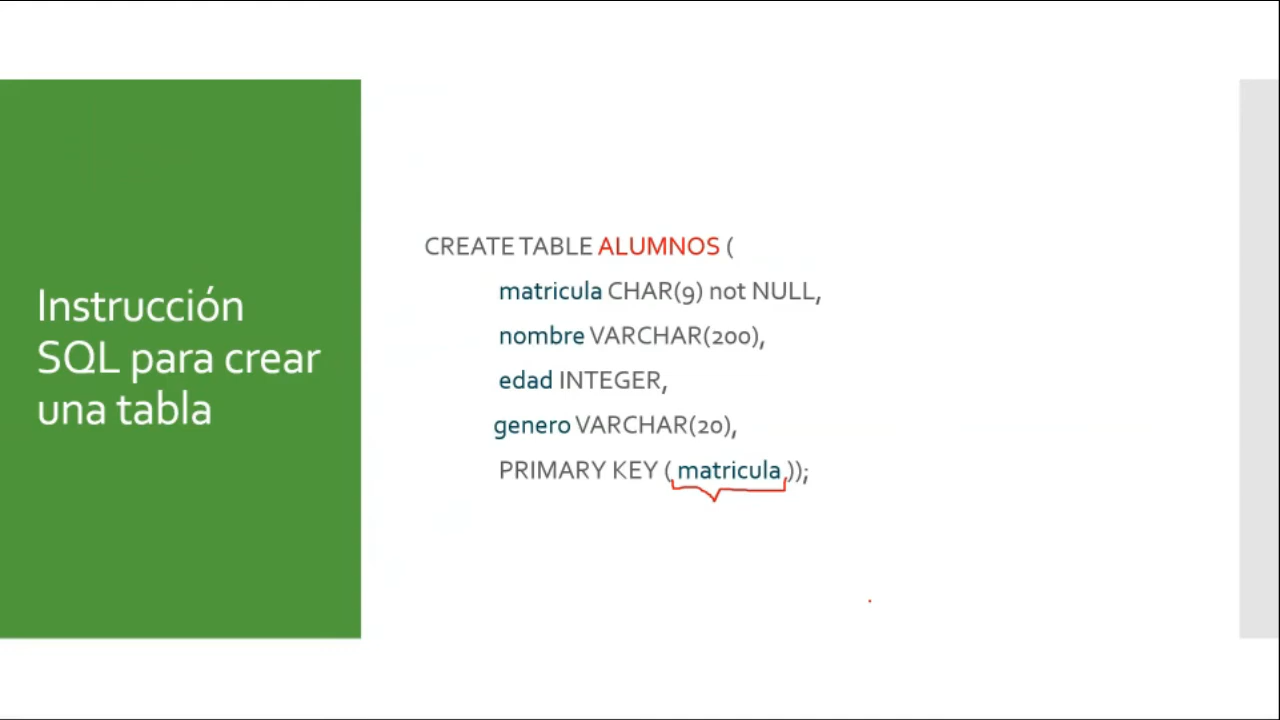 Instrucción
SQL para crear
una tabla
CREATE TABLE ALUMNOS (
matricula CHAR(9) not NULL,
nombre VARCHAR(200),
edad INTEGER,
genero VARCHAR(20),
PRIMARY KEY ( matricula ));